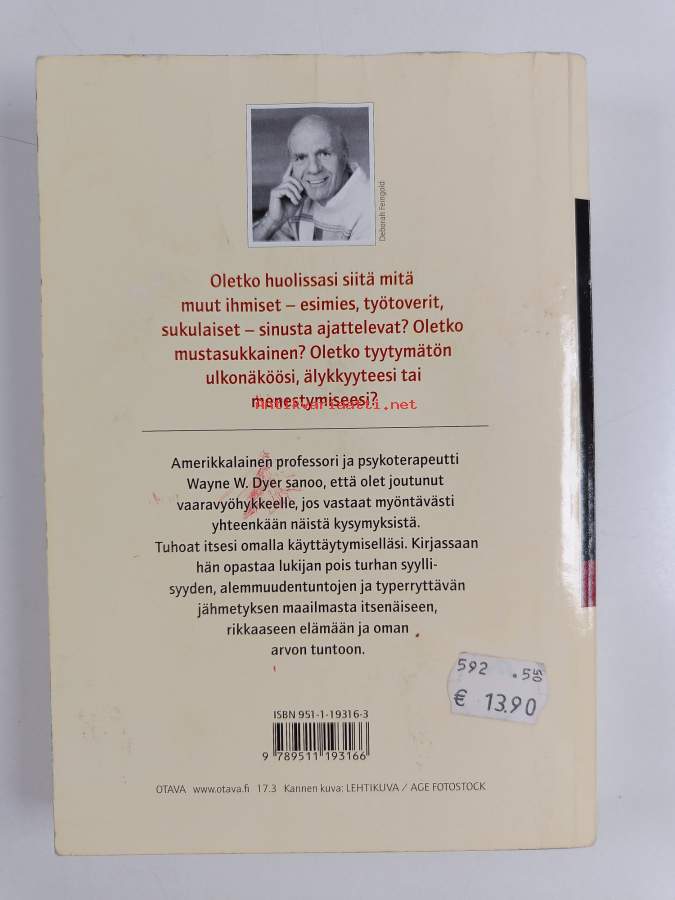 Deborah Feingold
Oletko huolissasi siitä mitä
muut ihmiset – esimies, työtoverit,
sukulaiset – sinusta ajattelevat? Oletko
mustasukkainen? Oletko tyytymätön
ulkonäköösi, älykkyyteesi tai
menestymiseesi?
Antikvariaatti.net
Amerikkalainen professori ja psykoterapeutti
Wayne W. Dyer sanoo, että olet joutunut
vaaravyöhykkeelle, jos vastaat myöntävästi
yhteenkään näistä kysymyksistä.
Tuhoat itsesi omalla käyttäytymiselläsi. Kirjassaan
hän opastaa lukijan pois turhan syylli-
syyden, alemmuudentuntojen ja typerryttävän
jähmetyksen maailmasta itsenäiseen,
rikkaaseen elämään ja oman
arvon tuntoon.
592 .550
€ 13.90
ISBN 951-1-19316-3
9 789511 193166
OTAVA www.otava.fi 17.3 Kannen kuva: LEHTIKUVA / AGE FOTOSTOCK